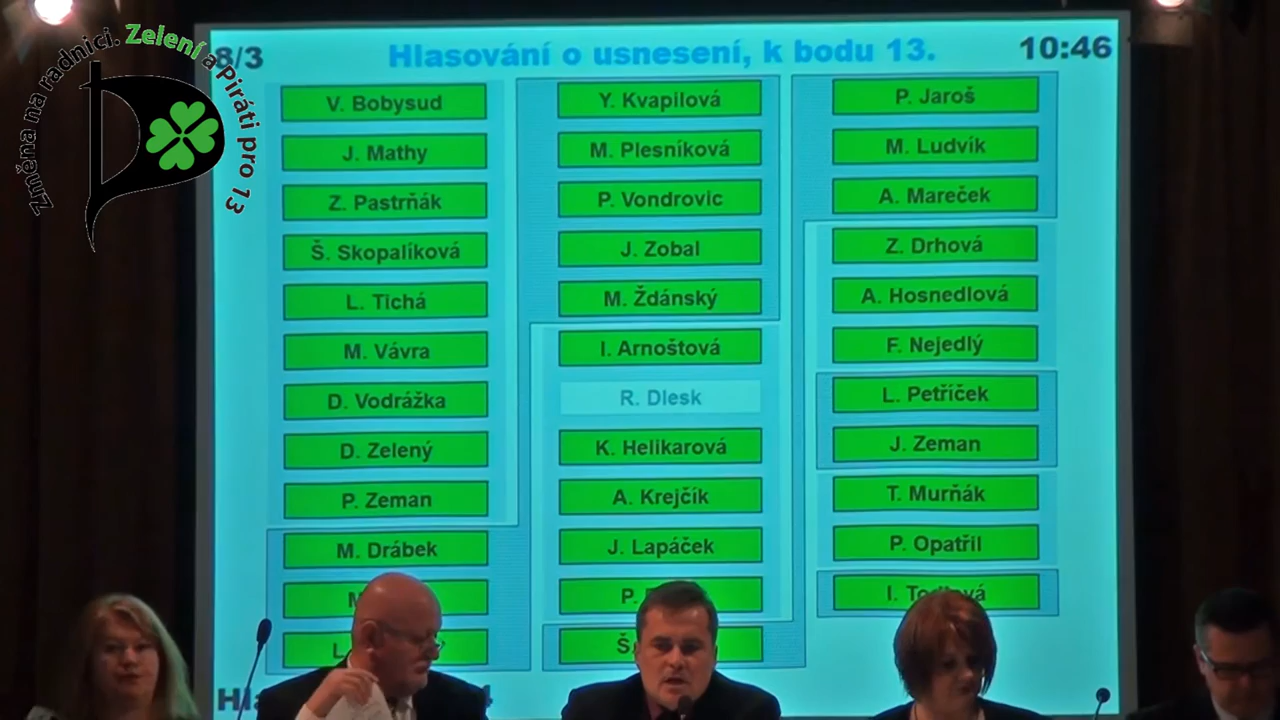 Změna na radnici. Zelení a Piráti pro 13
8/3
Hlasování o usnesení, k bodu 13.
10:46
V. Bobysud
J. Mathy
Z. Pastrňák
Š. Skopalíková
L. Tichá
M. Vávra
D. Vodrážka
D. Zelený
P. Zeman
M. Drábek
Y. Kvapilová
M. Plesníková
P. Vondrovic
J. Zobal
M. Ždánský
I. Arnoštová
R. Dlesk
K. Helikarová
A. Krejčík
J. Lapáček
P.
Š.
P. Jaroš
M. Ludvík
A. Mareček
Z. Drhová
A. Hosnedlová
F. Nejedlý
L. Petříček
J. Zeman
T. Murňák
P. Opatřil
I.